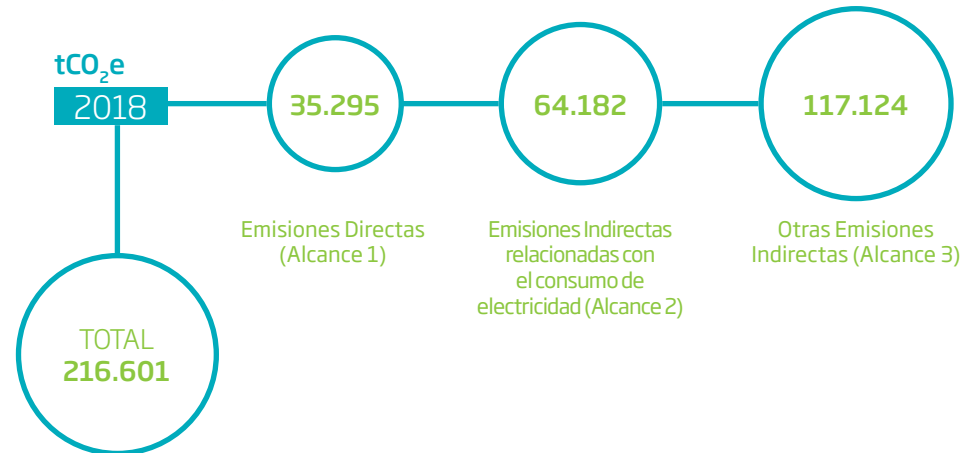 tCO₂e
2018
35.295
64.182
117.124
Emisiones Directas
(Alcance 1)
Emisiones Indirectas
relacionadas con
el consumo de
electricidad (Alcance 2)
Otras Emisiones
Indirectas (Alcance 3)
TOTAL
216.601